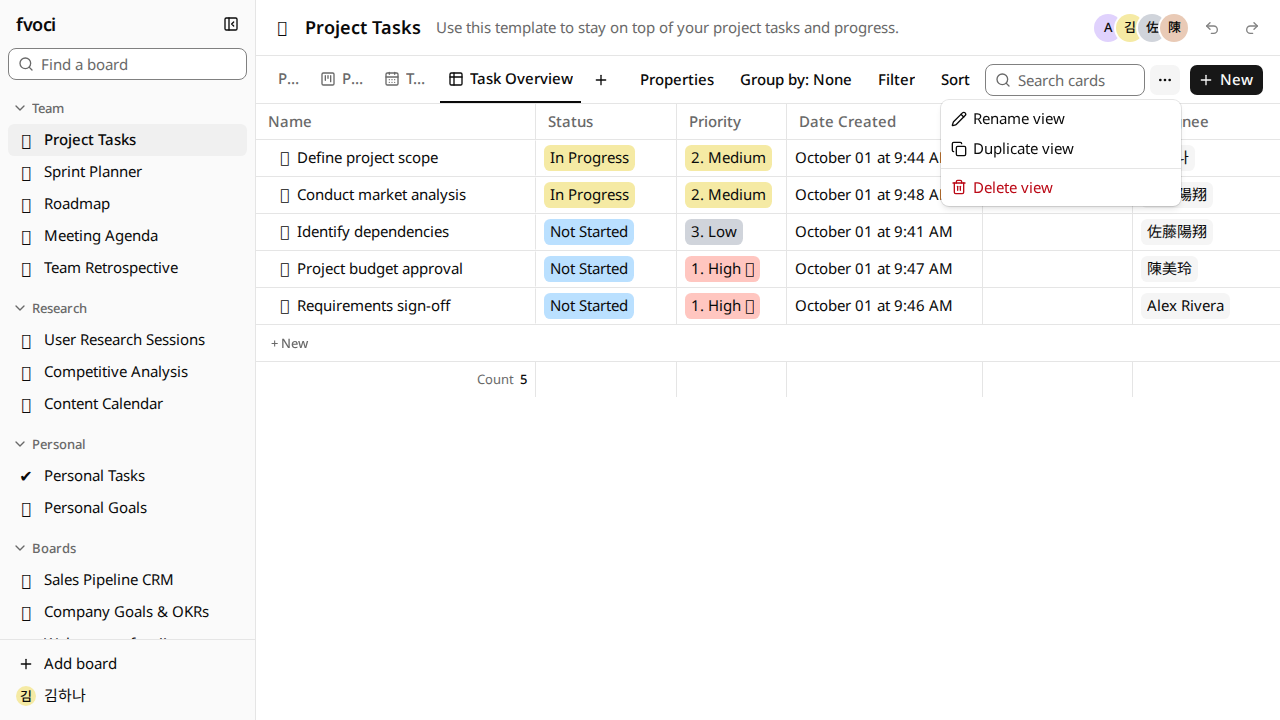 fvoci
Find a board
Team
Project Tasks
Sprint Planner
Roadmap
Meeting Agenda
Team Retrospective
Research
User Research Sessions
Competitive Analysis
Content Calendar
Personal
Personal Tasks
Personal Goals
Boards
Sales Pipeline CRM
Company Goals & OKRs
Add board
김 김하나
Project Tasks Use this template to stay on top of your project tasks and progress.
A 김 佐 陳
P... P... T... Task Overview
Properties Group by: None Filter Sort Search cards New
Rename view
Duplicate view
Delete view
Name Status Priority Date Created
Define project scope In Progress 2. Medium October 01 at 9:44
Conduct market analysis In Progress 2. Medium October 01 at 9:48 陽翔
Identify dependencies Not Started 3. Low October 01 at 9:41 AM 佐藤陽翔
Project budget approval Not Started 1. High October 01 at 9:47 AM 陳美玲
Requirements sign-off Not Started 1. High October 01 at 9:46 AM Alex Rivera
+ New
Count 5